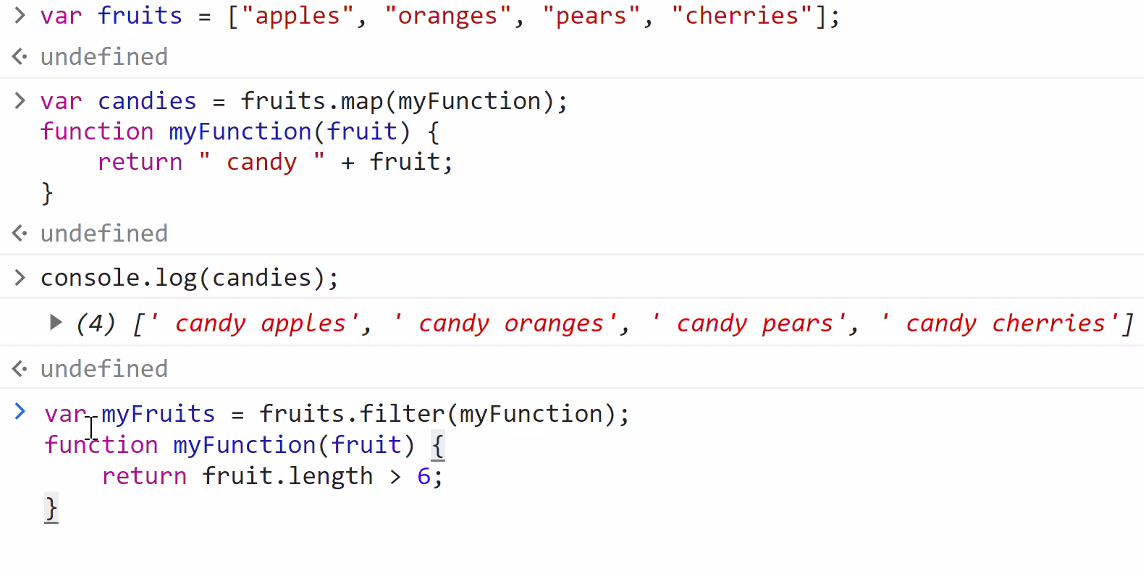 > var fruits = ["apples", "oranges", "pears", "cherries"];
undefined
> var candies = fruits.map(myFunction);
function myFunction(fruit) {
    return " candy " + fruit;
}
undefined
> console.log(candies);
(4) [' candy apples', ' candy oranges', ' candy pears', ' candy cherries']
undefined
> var myFruits = fruits.filter(myFunction);
function myFunction(fruit) {
    return fruit.length > 6;
}